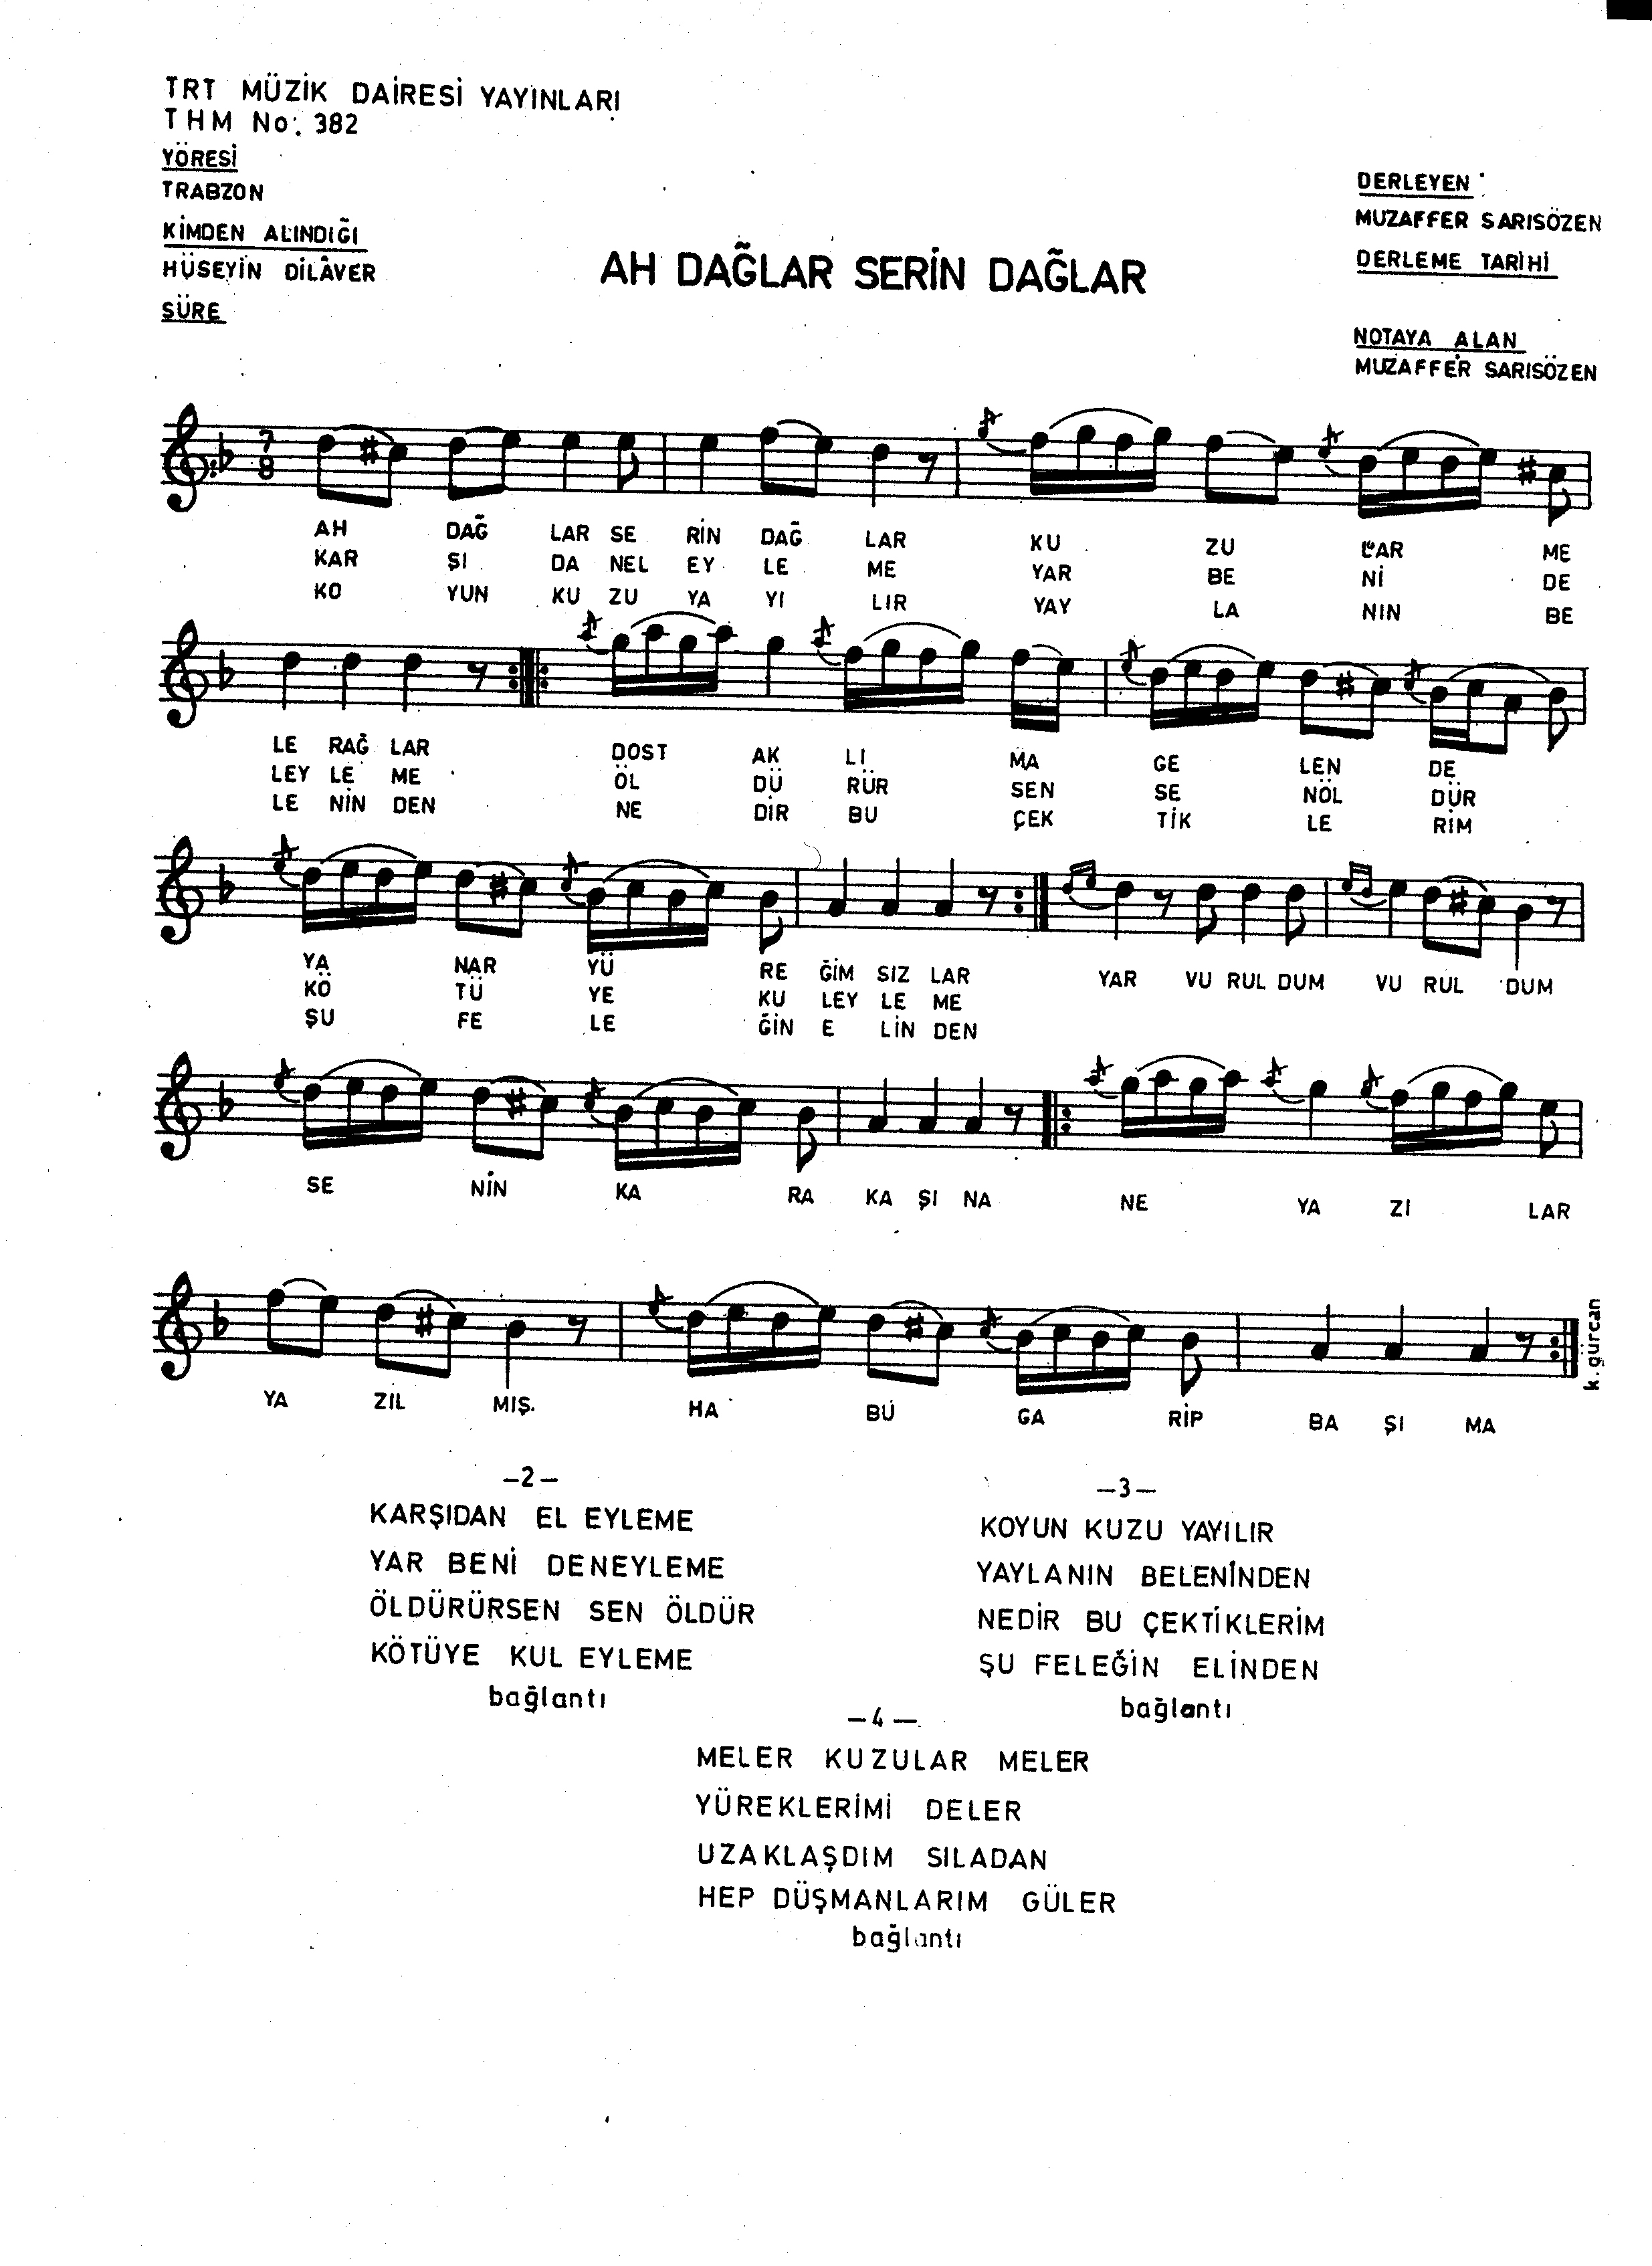 TRT MÜZİK DAİRESİ YAYINLARI
THM No: 382
YÖRESİ
TRABZON
KİMDEN ALINDIĞI
HÜSEYİN DİLÂVER
SÜRE
DERLEYEN
MUZAFFER SARISÖZEN
DERLEME TARİHİ
NOTAYA ALAN
MUZAFFER SARISÖZEN
AH DAĞLAR SERİN DAĞLAR
7
8
AH DAĞ LAR SE RİN DAĞ LAR KU ZU LAR ME
KAR ŞI DA NEL EY LE ME YAR BE Nİ DE
KO YUN KU ZU YA YI LIR YAY LA NIN BE
LE RAĞ LAR DOST AK LI MA GE LEN DE
LEY LE ME ÖL DÜ RÜR SEN SE NÖL DÜR
LE NİN DEN NE DİR BU ÇEK TİK LE RİM
YA NAR YÜ RE ĞİM SIZ LAR YAR VU RUL DUM VU RUL DUM
KÖ TÜ YE KU LEY LE ME
ŞU FE LE ĞİN E LİN DEN
SE NİN KA RA KA ŞI NA NE YA ZI LAR
YA ZIL MIŞ. HA BU GA RİP BA ŞI MA
k.gürcan
—2—
KARŞIDAN EL EYLEME
YAR BENİ DENEYLEME
ÖLDÜRÜRSEN SEN ÖLDÜR
KÖTÜYE KUL EYLEME
bağlantı
—3—
KOYUN KUZU YAYILIR
YAYLANIN BELENİNDEN
NEDİR BU ÇEKTİKLERİM
ŞU FELEĞİN ELİNDEN
bağlantı
—4—
MELER KUZULAR MELER
YÜREKLERİMİ DELER
UZAKLAŞDIM SILADAN
HEP DÜŞMANLARIM GÜLER
bağlantı